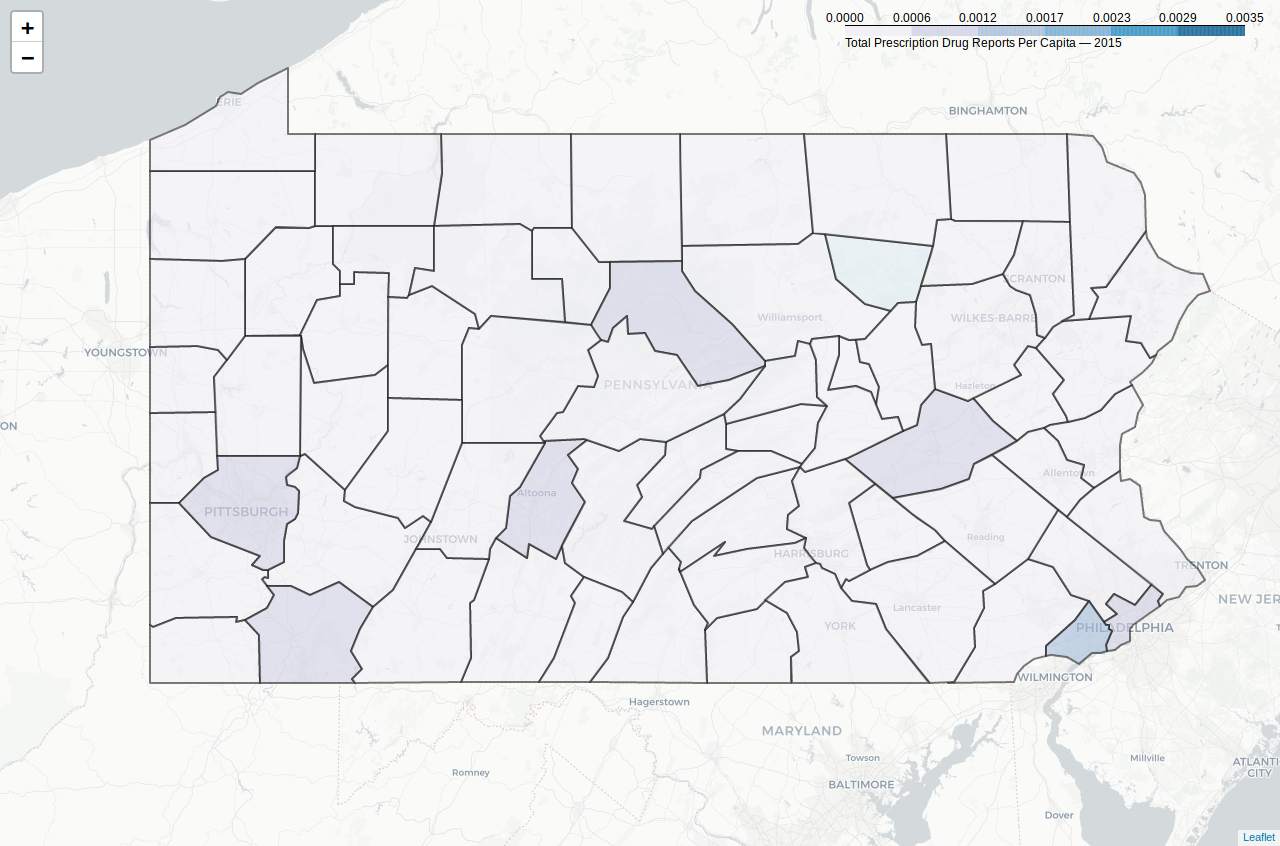 +
−
0.0000 0.0006 0.0012 0.0017 0.0023 0.0029 0.0035
Total Prescription Drug Reports Per Capita — 2015
ERIE
BINGHAMTON
SCRANTON
Williamsport
WILKES-BARRE
YOUNGSTOWN
PENNSYLVANIA
Hazleton
ON
Allentown
Altoona
PITTSBURGH
JOHNSTOWN
Reading
HARRISBURG
TRENTON
NEW JER
Lancaster
YORK
PHILADELPHIA
T
WILMINGTON
Hagerstown
MARYLAND
Towson
Millville
ATLANTI
CITY
Romney
BALTIMORE
Dover
Leaflet